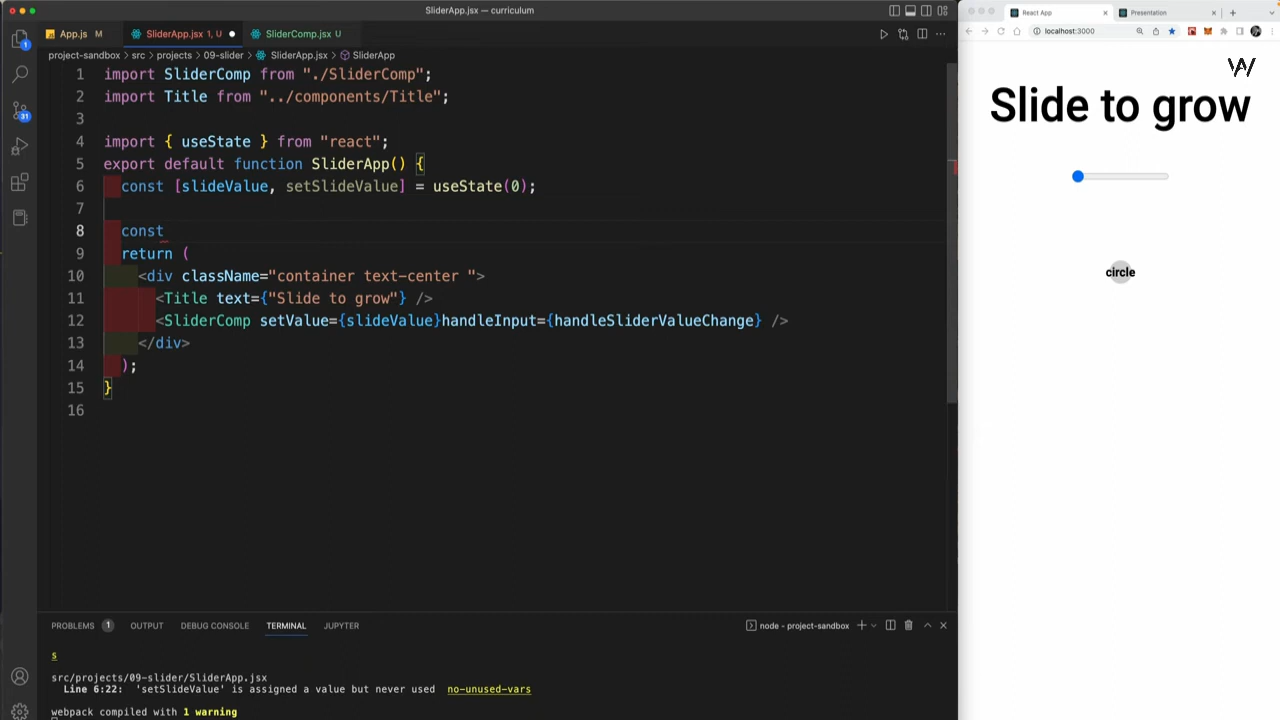 SliderApp.jsx — curriculum
App.js M
SliderApp.jsx 1, U
SliderComp.jsx U
project-sandbox > src > projects > 09-slider > SliderApp.jsx > SliderApp
1 import SliderComp from "./SliderComp";
2 import Title from "../components/Title";
3
4 import { useState } from "react";
5 export default function SliderApp() {
6 const [slideValue, setSlideValue] = useState(0);
7
8 const
9 return (
10 <div className="container text-center ">
11 <Title text={"Slide to grow"} />
12 <SliderComp setValue={slideValue}handleInput={handleSliderValueChange} />
13 </div>
14 );
15 }
16
1
31
PROBLEMS 1 OUTPUT DEBUG CONSOLE TERMINAL JUPYTER
node - project-sandbox
s
src/projects/09-slider/SliderApp.jsx
Line 6:22: 'setSlideValue' is assigned a value but never used no-unused-vars
webpack compiled with 1 warning
React App
Presentation
localhost:3000
Slide to grow
circle